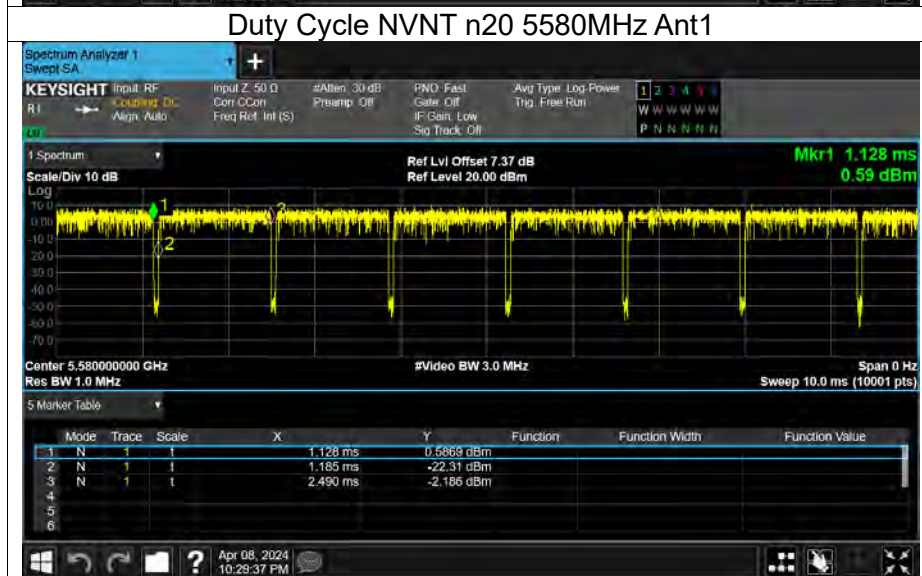 Duty Cycle NVNT n20 5580MHz Ant1
Spectrum Analyzer 1
Swept SA
+
KEYSIGHT Input: RF
RL
Coupling: DC
Align: Auto
Input Z: 50 Ω
Corr CCorr
Freq Ref: Int (S)
#Atten: 30 dB
Preamp: Off
PNO: Fast
Gate: Off
IF Gain: Low
Sig Track: Off
Avg Type: Log-Power
Trig: Free Run
1 2 3 4 5 6
W W W W W W
P N N N N N
1 Spectrum
Scale/Div 10 dB
Ref Lvl Offset 7.37 dB
Ref Level 20.00 dBm
Mkr1 1.128 ms
0.59 dBm
Log
10.0
0.00
-10.0
-20.0
-30.0
-40.0
-50.0
-60.0
-70.0
1
2
3
Center 5.580000000 GHz
Res BW 1.0 MHz
#Video BW 3.0 MHz
Span 0 Hz
Sweep 10.0 ms (10001 pts)
5 Marker Table
Mode Trace Scale X Y Function Function Width Function Value
1 N 1 t 1.128 ms 0.5869 dBm
2 N 1 t 1.185 ms -22.31 dBm
3 N 1 t 2.490 ms -2.186 dBm
4
5
6
?
Apr 08, 2024
10:29:37 PM